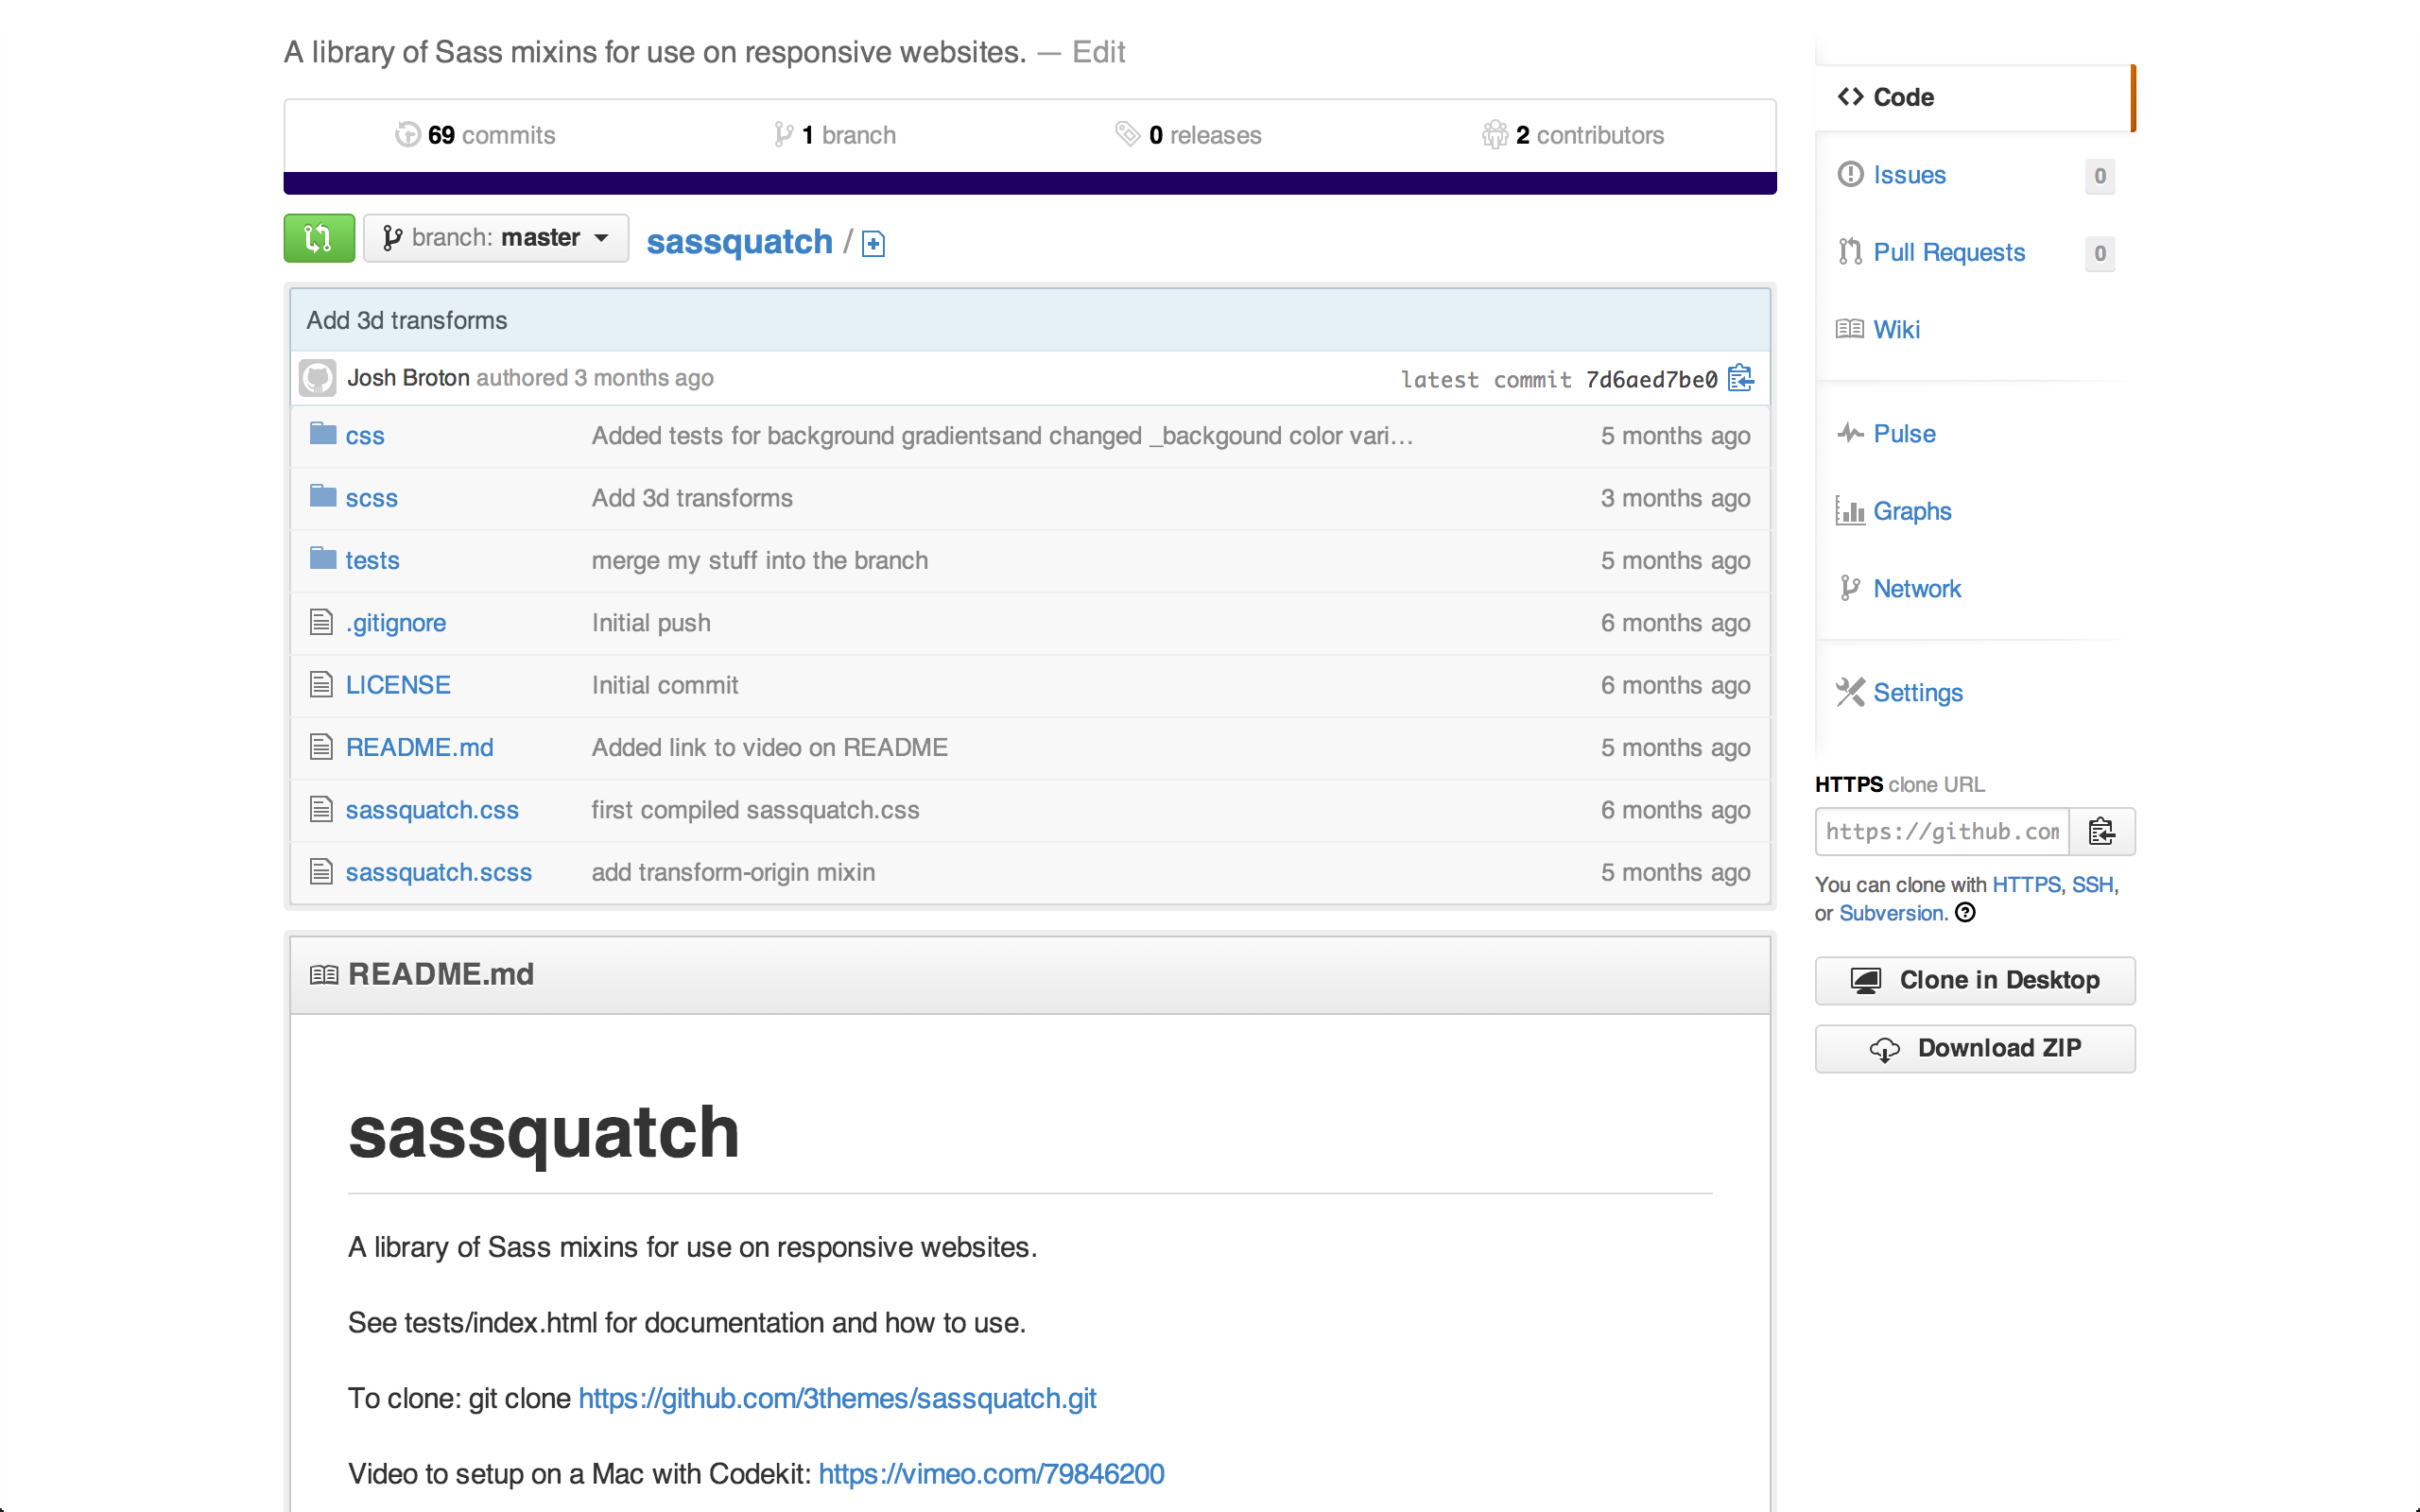 A library of Sass mixins for use on responsive websites. — Edit
69 commits 1 branch 0 releases 2 contributors
branch: master sassquatch /
Add 3d transforms
Josh Broton authored 3 months ago latest commit 7d6aed7be0
css Added tests for background gradientsand changed _backgound color vari… 5 months ago
scss Add 3d transforms 3 months ago
tests merge my stuff into the branch 5 months ago
.gitignore Initial push 6 months ago
LICENSE Initial commit 6 months ago
README.md Added link to video on README 5 months ago
sassquatch.css first compiled sassquatch.css 6 months ago
sassquatch.scss add transform-origin mixin 5 months ago
README.md
sassquatch
A library of Sass mixins for use on responsive websites.
See tests/index.html for documentation and how to use.
To clone: git clone https://github.com/3themes/sassquatch.git
Video to setup on a Mac with Codekit: https://vimeo.com/79846200
Code
Issues 0
Pull Requests 0
Wiki
Pulse
Graphs
Network
Settings
HTTPS clone URL
https://github.com
You can clone with HTTPS, SSH,
or Subversion.
Clone in Desktop
Download ZIP